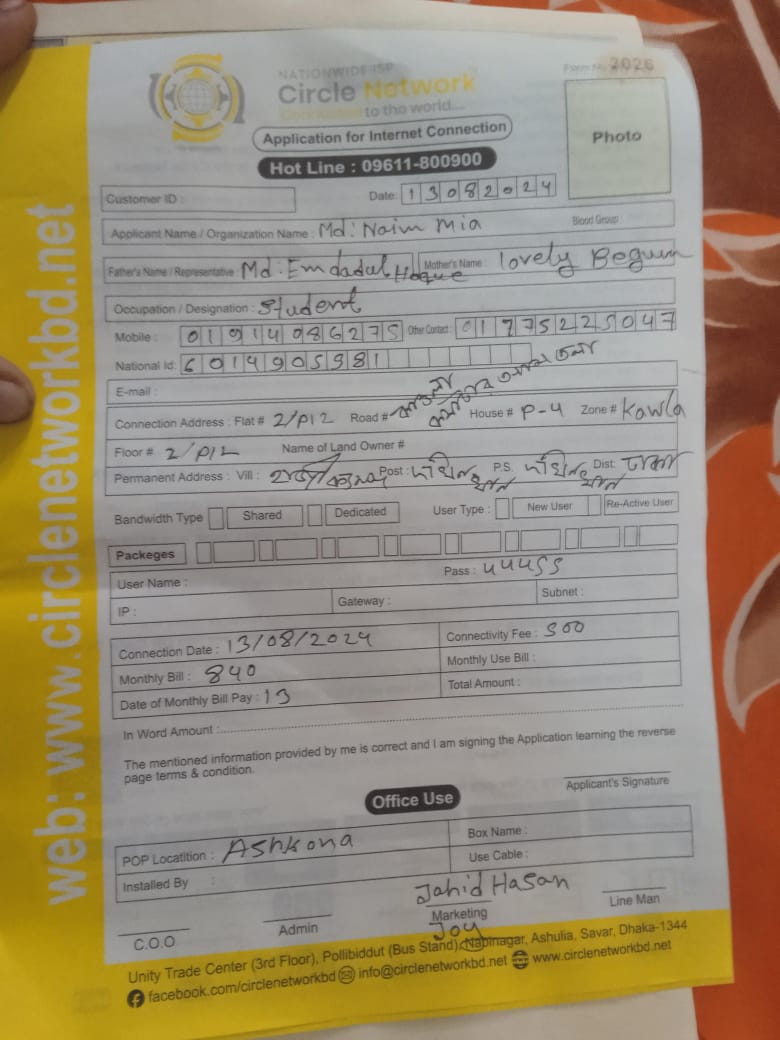 NATIONWIDE ISP
Form No. 2026
Circle Network
Connected to the world...
Application for Internet Connection
Photo
Hot Line : 09611-800900
Customer ID :
Date: 13082024
Applicant Name / Organization Name : Md: Naim Mia Blood Group :
Father's Name / Representative : Md: Emdadul Hoque Mother's Name : lovely Begum
Occupation / Designation : Student
Mobile : 01914086275 Other Contact : 01775225047
National Id: 6014905981
E-mail :
Connection Address : Flat # 2/P12 Road # কাওলা House # P-4 Zone # Kawla
Floor # 2/P12 Name of Land Owner #
Permanent Address : Vill : Post : P.S. Dist. ঢাকা
Bandwidth Type Shared Dedicated User Type : New User Re-Active User
Packeges
User Name : Pass : 44455
IP : Gateway : Subnet :
Connection Date : 13/08/2024 Connectivity Fee : 500
Monthly Bill : 840 Monthly Use Bill :
Date of Monthly Bill Pay : 13 Total Amount :
In Word Amount :
The mentioned information provided by me is correct and I am signing the Application learning the reverse
page terms & condition.
Applicant's Signature
Office Use
POP Locatition : Ashkona Box Name :
Installed By : Use Cable :
Jahid Hasan
C.O.O Admin Marketing Line Man
Joy
Unity Trade Center (3rd Floor), Pollibiddut (Bus Stand), Nabinagar, Ashulia, Savar, Dhaka-1344
facebook.com/circlenetworkbd info@circlenetworkbd.net www.circlenetworkbd.net
web: www.circlenetworkbd.net